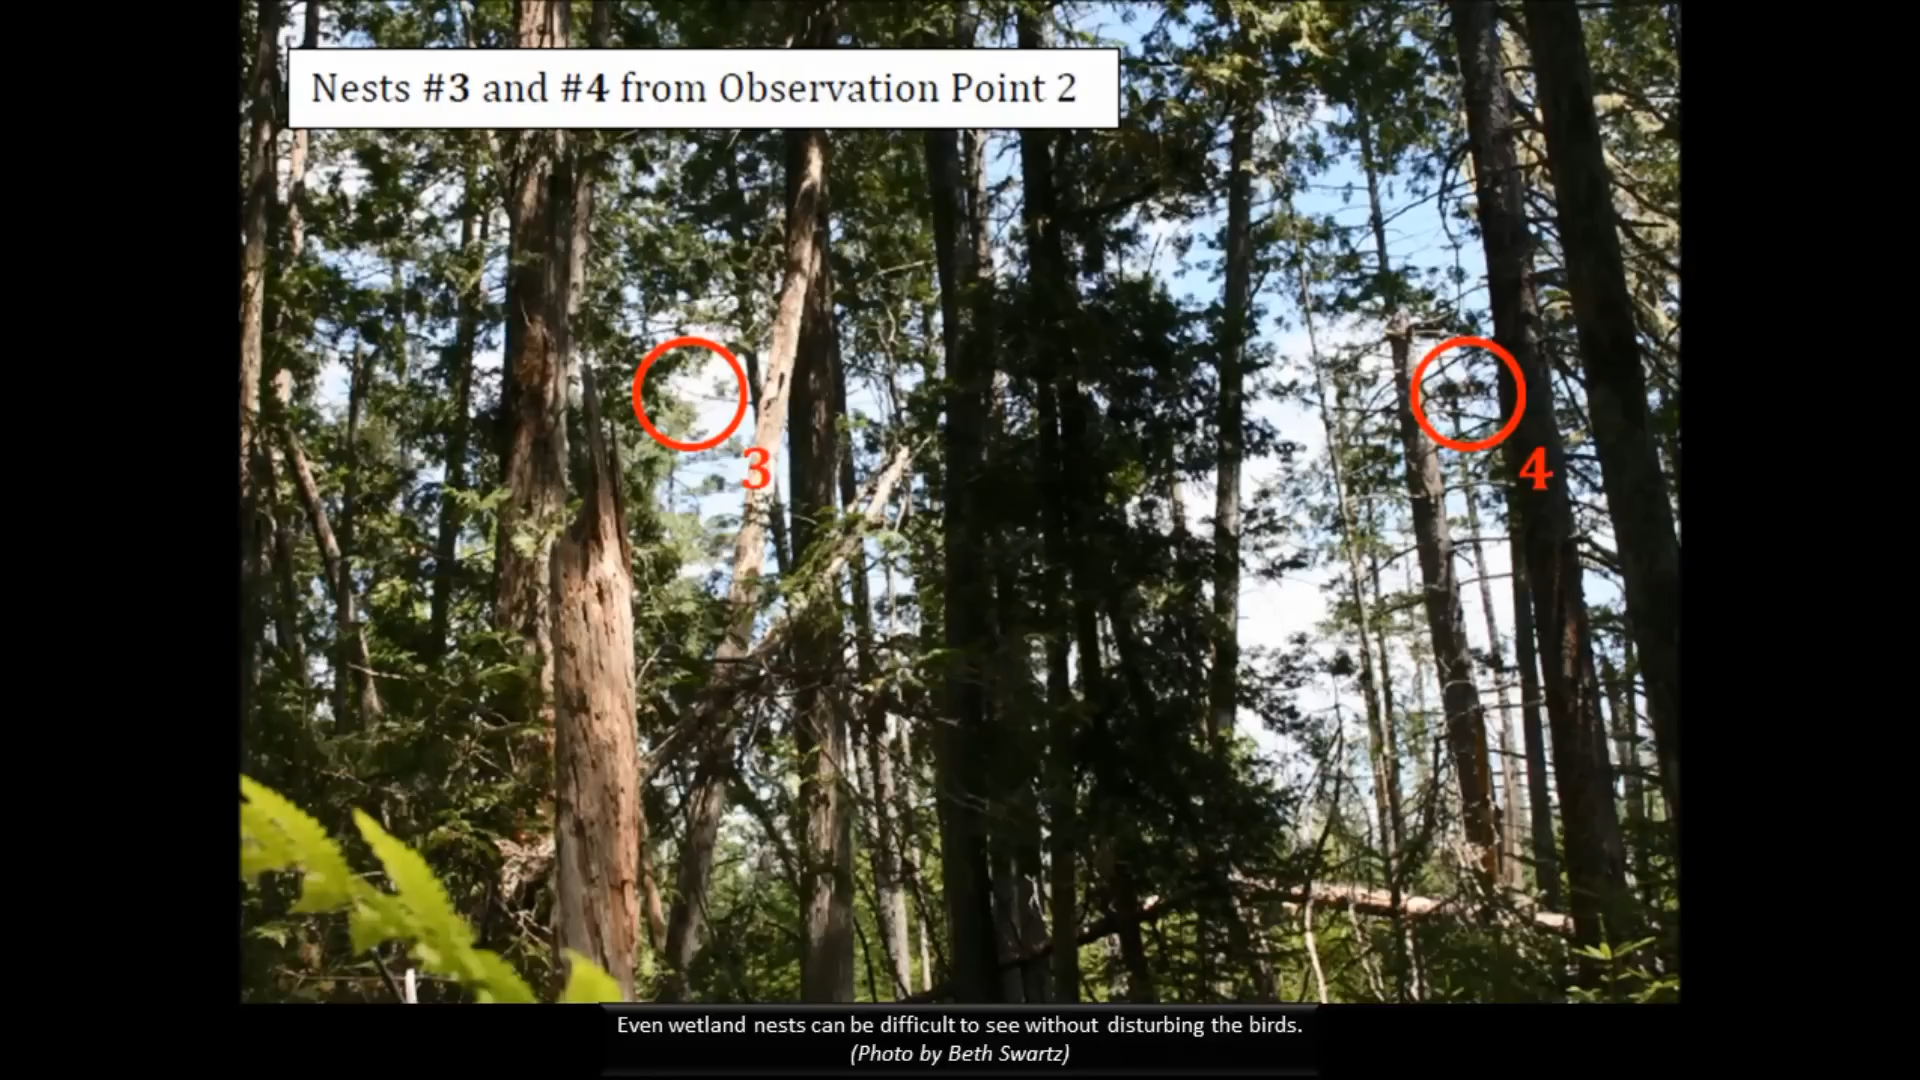 Nests #3 and #4 from Observation Point 2
3
4
Even wetland nests can be difficult to see without disturbing the birds.
(Photo by Beth Swartz)